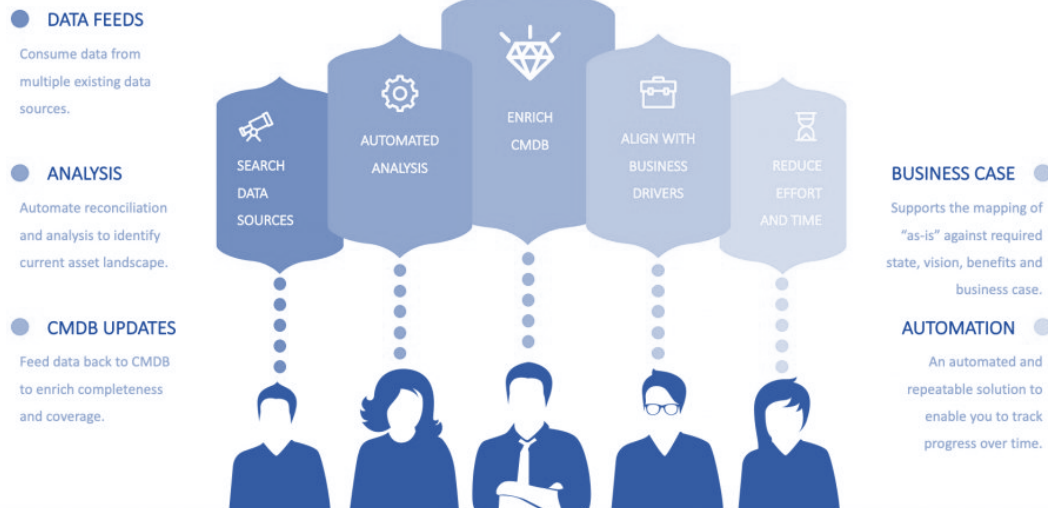 DATA FEEDS
Consume data from
multiple existing data
sources.
ANALYSIS
Automate reconciliation
and analysis to identify
current asset landscape.
CMDB UPDATES
Feed data back to CMDB
to enrich completeness
and coverage.
SEARCH
DATA
SOURCES
AUTOMATED
ANALYSIS
ENRICH
CMDB
ALIGN WITH
BUSINESS
DRIVERS
REDUCE
EFFORT
AND TIME
BUSINESS CASE
Supports the mapping of
“as-is” against required
state, vision, benefits and
business case.
AUTOMATION
An automated and
repeatable solution to
enable you to track
progress over time.